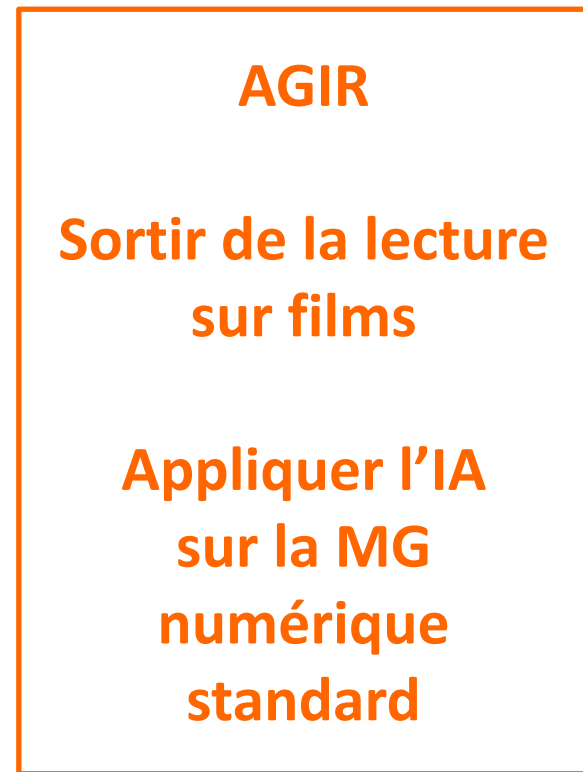 AGIR
Sortir de la lecture
sur films
Appliquer l’IA
sur la MG
numérique
standard